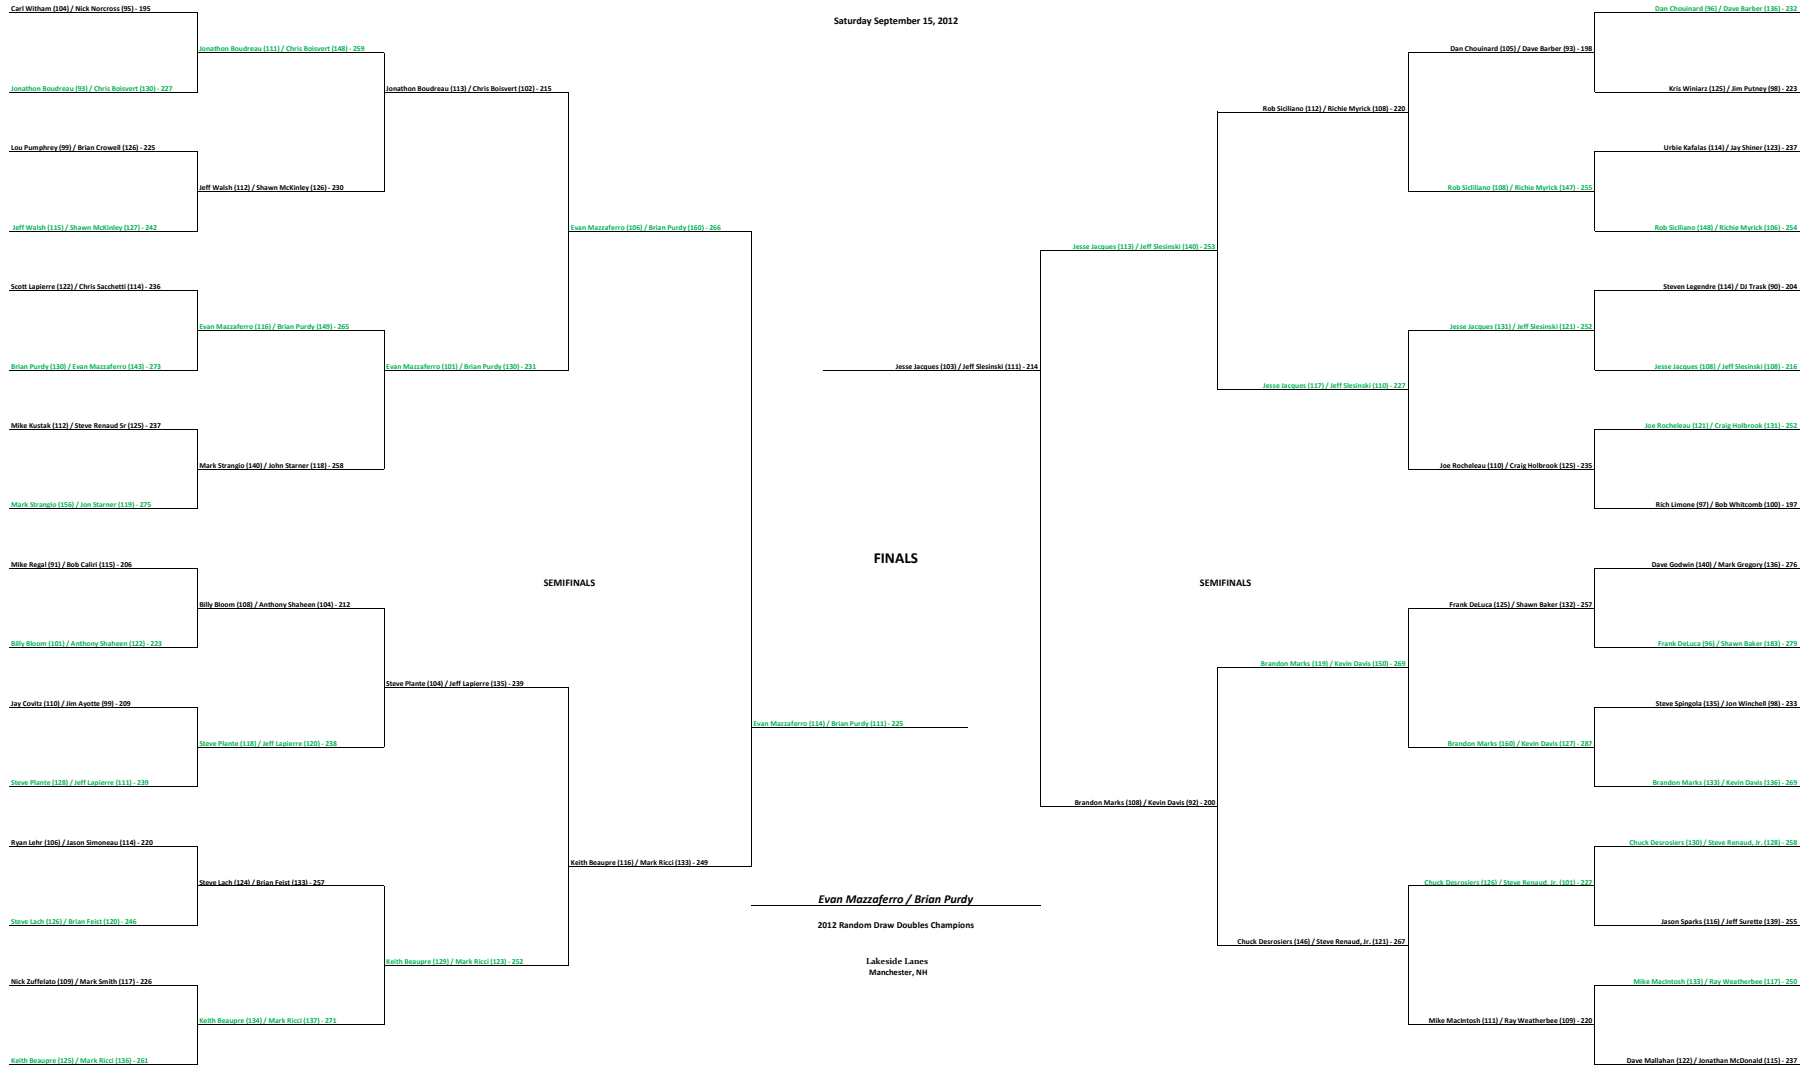 Saturday September 15, 2012
Carl Witham (104) / Nick Norcross (95) - 195
Jonathon Boudreau (93) / Chris Boisvert (130) - 227
Lou Pumphrey (99) / Brian Crowell (126) - 225
Jeff Walsh (115) / Shawn McKinley (127) - 242
Scott Lapierre (122) / Chris Sacchetti (114) - 236
Brian Purdy (130) / Evan Mazzaferro (143) - 273
Mike Kustak (112) / Steve Renaud Sr (125) - 237
Mark Strangio (156) / Jon Starner (119) - 275
Mike Regal (91) / Bob Caliri (115) - 206
Billy Bloom (101) / Anthony Shaheen (122) - 223
Jay Covitz (110) / Jim Ayotte (99) - 209
Steve Plante (128) / Jeff Lapierre (111) - 239
Ryan Lehr (106) / Jason Simoneau (114) - 220
Steve Lach (126) / Brian Feist (120) - 246
Nick Zuffelato (109) / Mark Smith (117) - 226
Keith Beaupre (125) / Mark Ricci (136) - 261
Jonathon Boudreau (111) / Chris Boisvert (148) - 259
Jeff Walsh (112) / Shawn McKinley (126) - 230
Evan Mazzaferro (116) / Brian Purdy (149) - 265
Mark Strangio (140) / John Starner (118) - 258
Billy Bloom (108) / Anthony Shaheen (104) - 212
Steve Plante (118) / Jeff Lapierre (120) - 238
Steve Lach (124) / Brian Feist (133) - 257
Keith Beaupre (134) / Mark Ricci (137) - 271
Jonathon Boudreau (113) / Chris Boisvert (102) - 215
Evan Mazzaferro (101) / Brian Purdy (130) - 231
Steve Plante (104) / Jeff Lapierre (135) - 239
Keith Beaupre (129) / Mark Ricci (123) - 252
Evan Mazzaferro (106) / Brian Purdy (160) - 266
SEMIFINALS
Keith Beaupre (116) / Mark Ricci (133) - 249
FINALS
Evan Mazzaferro (114) / Brian Purdy (111) - 225
Jesse Jacques (103) / Jeff Slesinski (111) - 214
Evan Mazzaferro / Brian Purdy
2012 Random Draw Doubles Champions
Lakeside Lanes
Manchester, NH
Jesse Jacques (113) / Jeff Slesinski (140) - 253
SEMIFINALS
Brandon Marks (108) / Kevin Davis (92) - 200
Rob Siciliano (112) / Richie Myrick (108) - 220
Jesse Jacques (117) / Jeff Slesinski (110) - 227
Brandon Marks (119) / Kevin Davis (150) - 269
Chuck Desrosiers (146) / Steve Renaud, Jr. (121) - 267
Dan Chouinard (105) / Dave Barber (93) - 198
Rob Sicliliano (108) / Richie Myrick (147) - 255
Jesse Jacques (131) / Jeff Slesinski (121) - 252
Joe Rocheleau (110) / Craig Holbrook (125) - 235
Frank DeLuca (125) / Shawn Baker (132) - 257
Brandon Marks (160) / Kevin Davis (127) - 287
Chuck Desrosiers (126) / Steve Renaud, Jr. (101) - 227
Mike MacIntosh (111) / Ray Weatherbee (109) - 220
Dan Chouinard (96) / Dave Barber (136) - 232
Kris Winiarz (125) / Jim Putney (98) - 223
Urbie Kafalas (114) / Jay Shiner (123) - 237
Rob Siciliano (148) / Richie Myrick (106) - 254
Steven Legendre (114) / DJ Trask (90) - 204
Jesse Jacques (108) / Jeff Slesinski (108) - 216
Joe Rocheleau (121) / Craig Holbrook (131) - 252
Rich Limone (97) / Bob Whitcomb (100) - 197
Dave Godwin (140) / Mark Gregory (136) - 276
Frank DeLuca (96) / Shawn Baker (183) - 279
Steve Spingola (135) / Jon Winchell (98) - 233
Brandon Marks (133) / Kevin Davis (136) - 269
Chuck Desrosiers (130) / Steve Renaud, Jr. (128) - 258
Jason Sparks (116) / Jeff Surette (139) - 255
Mike MacIntosh (133) / Ray Weatherbee (117) - 250
Dave Mallahan (122) / Jonathan McDonald (115) - 237